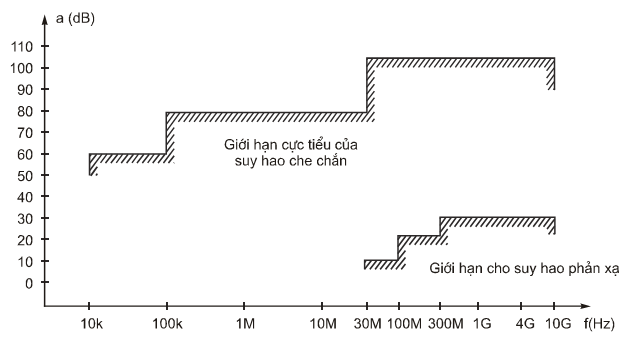 a (dB)
110
100
90
80
70
60
50
40
30
20
10
0
Giới hạn cực tiểu của
suy hao che chắn
Giới hạn cho suy hao phản xạ
10k 100k 1M 10M 30M 100M 300M 1G 4G 10G f(Hz)